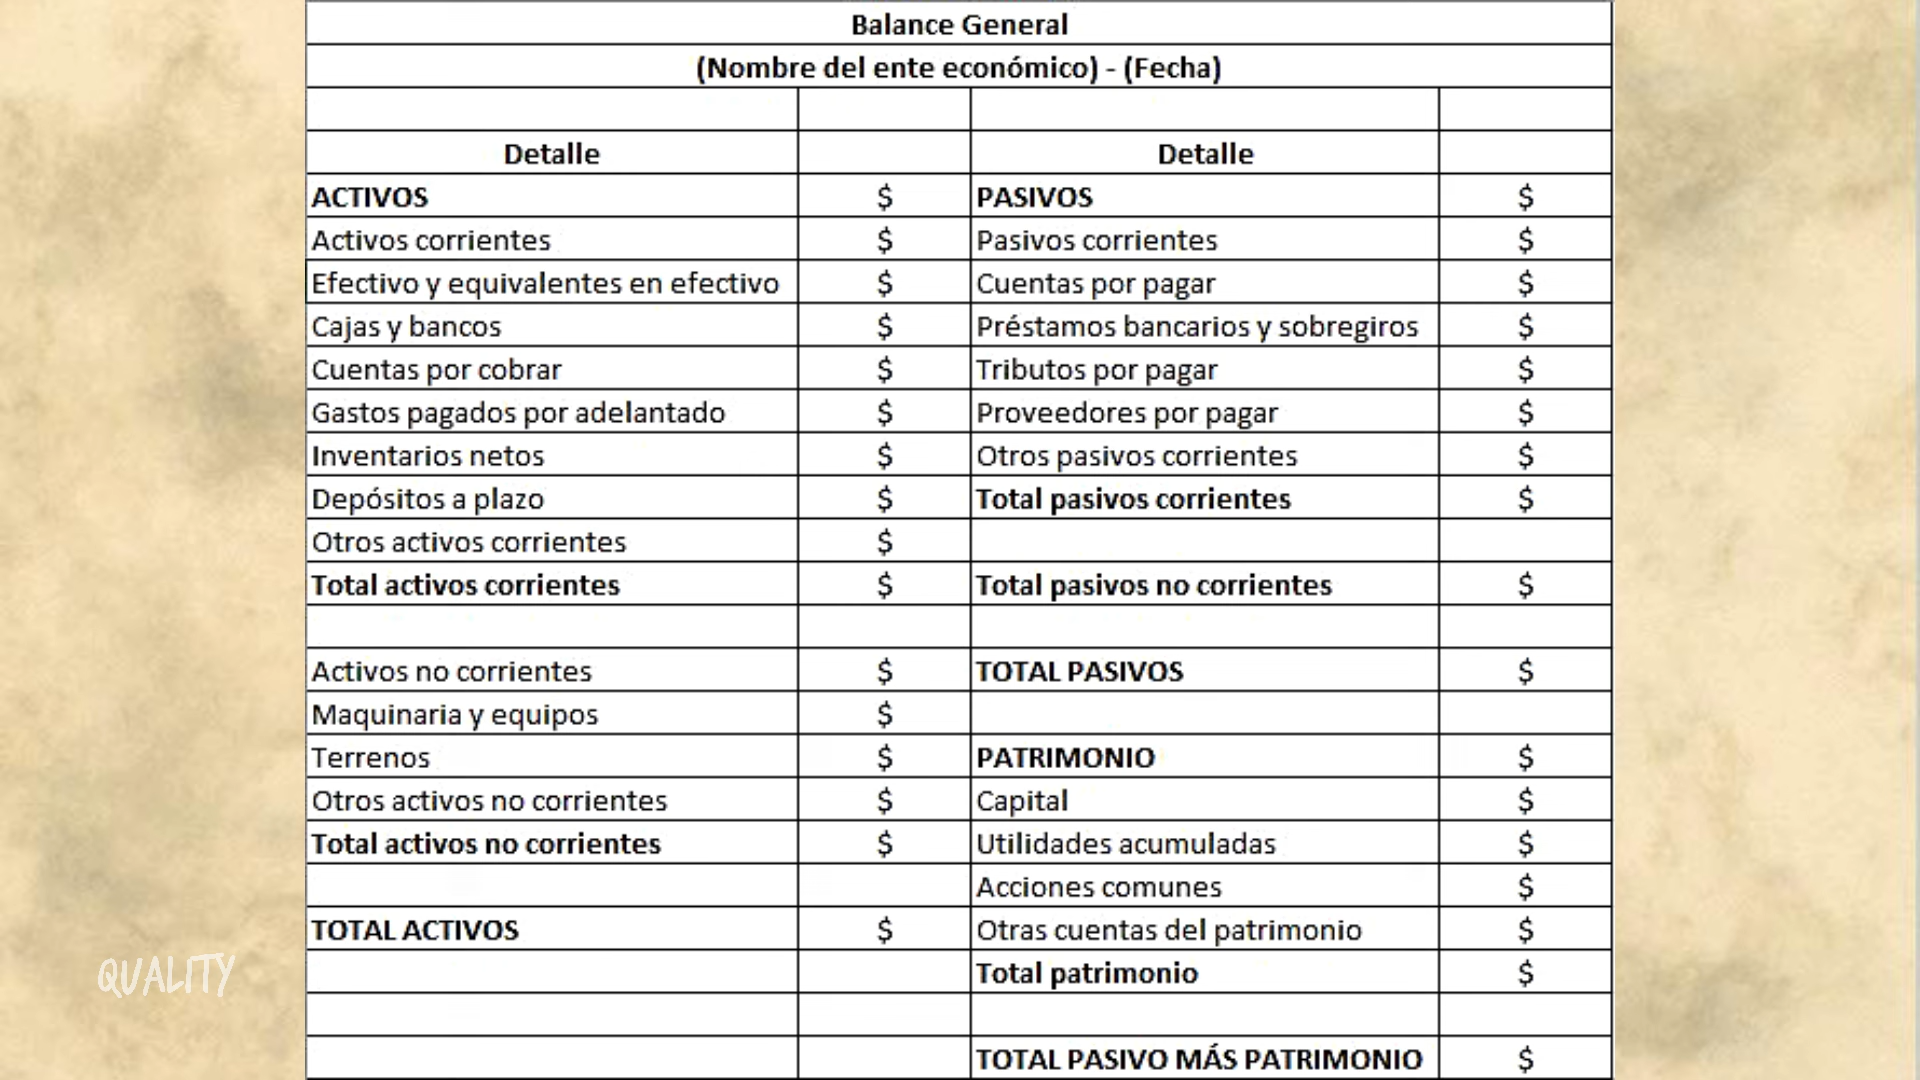 Balance General
(Nombre del ente económico) - (Fecha)
Detalle Detalle
ACTIVOS $ PASIVOS $
Activos corrientes $ Pasivos corrientes $
Efectivo y equivalentes en efectivo $ Cuentas por pagar $
Cajas y bancos $ Préstamos bancarios y sobregiros $
Cuentas por cobrar $ Tributos por pagar $
Gastos pagados por adelantado $ Proveedores por pagar $
Inventarios netos $ Otros pasivos corrientes $
Depósitos a plazo $ Total pasivos corrientes $
Otros activos corrientes $
Total activos corrientes $ Total pasivos no corrientes $
Activos no corrientes $ TOTAL PASIVOS $
Maquinaria y equipos $
Terrenos $ PATRIMONIO $
Otros activos no corrientes $ Capital $
Total activos no corrientes $ Utilidades acumuladas $
Acciones comunes $
TOTAL ACTIVOS $ Otras cuentas del patrimonio $
Total patrimonio $
TOTAL PASIVO MÁS PATRIMONIO $
QUALITY